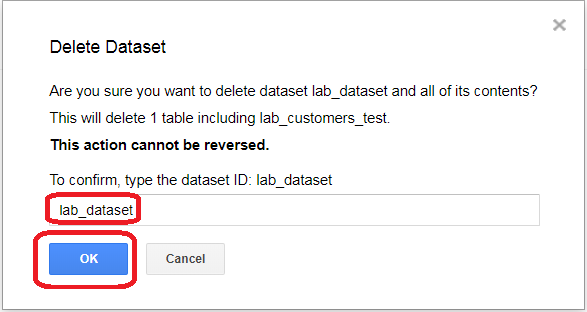 Delete Dataset
Are you sure you want to delete dataset lab_dataset and all of its contents?
This will delete 1 table including lab_customers_test.
This action cannot be reversed.
To confirm, type the dataset ID: lab_dataset
lab_dataset
OK Cancel